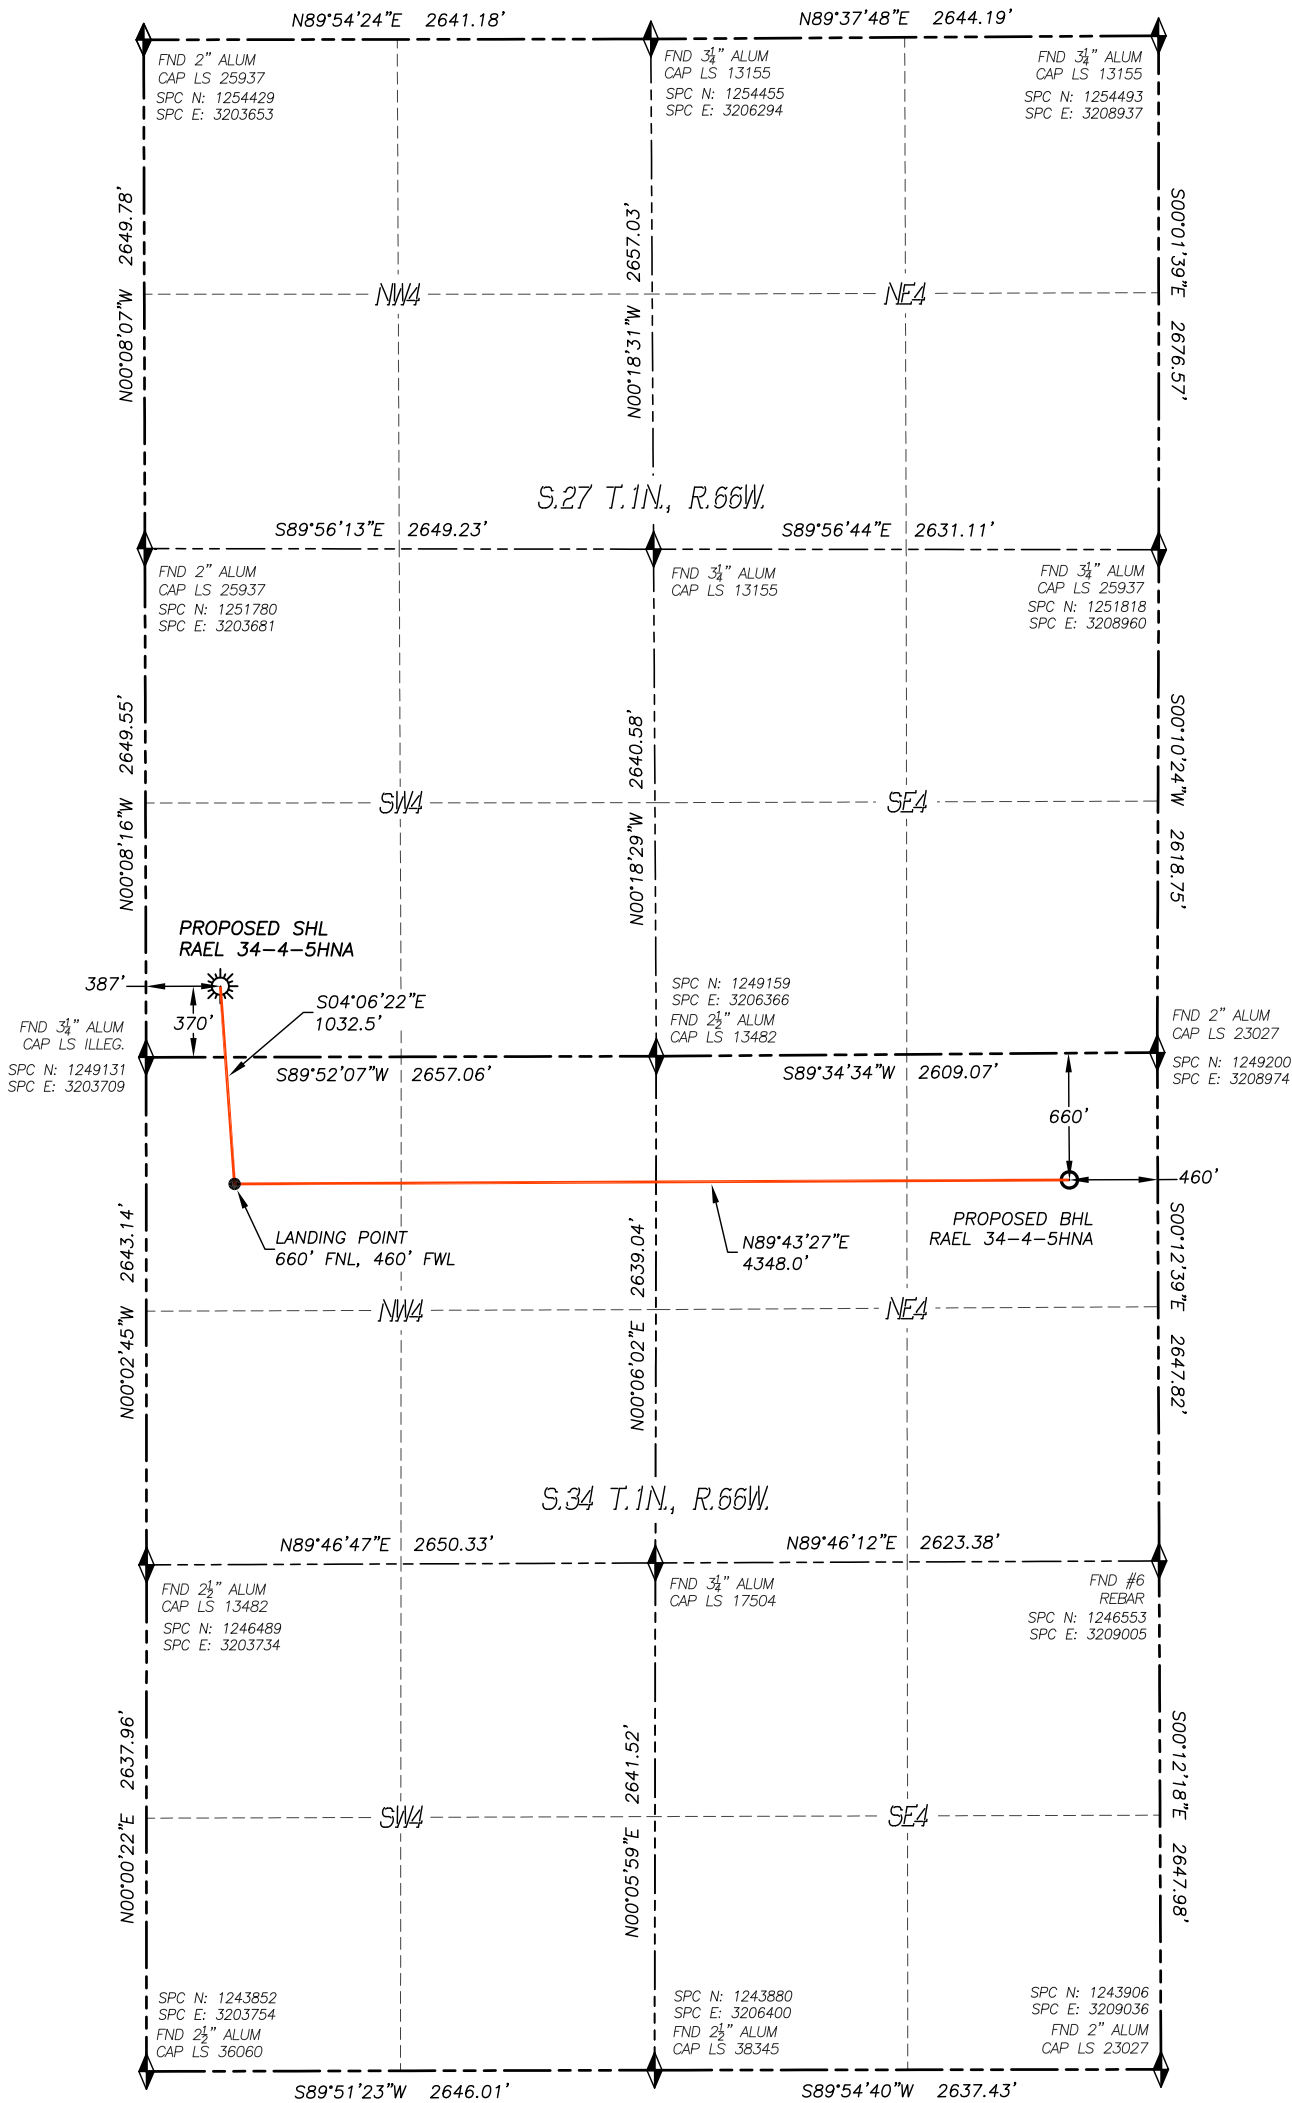 N89°54'24"E 2641.18'
N89°37'48"E 2644.19'
FND 2" ALUM
CAP LS 25937
SPC N: 1254429
SPC E: 3203653
FND 3¼" ALUM
CAP LS 13155
SPC N: 1254455
SPC E: 3206294
FND 3¼" ALUM
CAP LS 13155
SPC N: 1254493
SPC E: 3208937
N00°08'07"W 2649.78'
N00°18'31"W 2657.03'
S00°01'39"E 2676.57'
NW4
NE4
S.27 T.1N., R.66W.
S89°56'13"E 2649.23'
S89°56'44"E 2631.11'
FND 2" ALUM
CAP LS 25937
SPC N: 1251780
SPC E: 3203681
FND 3¼" ALUM
CAP LS 13155
FND 3¼" ALUM
CAP LS 25937
SPC N: 1251818
SPC E: 3208960
N00°08'16"W 2649.55'
N00°18'29"W 2640.58'
S00°10'24"W 2618.75'
SW4
SE4
PROPOSED SHL
RAEL 34-4-5HNA
387'
370'
S04°06'22"E
1032.5'
FND 3¼" ALUM
CAP LS ILLEG.
SPC N: 1249131
SPC E: 3203709
SPC N: 1249159
SPC E: 3206366
FND 2½" ALUM
CAP LS 13482
FND 2" ALUM
CAP LS 23027
SPC N: 1249200
SPC E: 3208974
S89°52'07"W 2657.06'
S89°34'34"W 2609.07'
660'
460'
LANDING POINT
660' FNL, 460' FWL
N89°43'27"E
4348.0'
PROPOSED BHL
RAEL 34-4-5HNA
N00°02'45"W 2643.14'
N00°06'02"E 2639.04'
S00°12'39"E 2647.82'
NW4
NE4
S.34 T.1N., R.66W.
N89°46'47"E 2650.33'
N89°46'12"E 2623.38'
FND 2½" ALUM
CAP LS 13482
SPC N: 1246489
SPC E: 3203734
FND 3¼" ALUM
CAP LS 17504
FND #6
REBAR
SPC N: 1246553
SPC E: 3209005
N00°00'22"E 2637.96'
N00°05'59"E 2641.52'
S00°12'18"E 2647.98'
SW4
SE4
SPC N: 1243852
SPC E: 3203754
FND 2½" ALUM
CAP LS 36060
SPC N: 1243880
SPC E: 3206400
FND 2½" ALUM
CAP LS 38345
SPC N: 1243906
SPC E: 3209036
FND 2" ALUM
CAP LS 23027
S89°51'23"W 2646.01'
S89°54'40"W 2637.43'